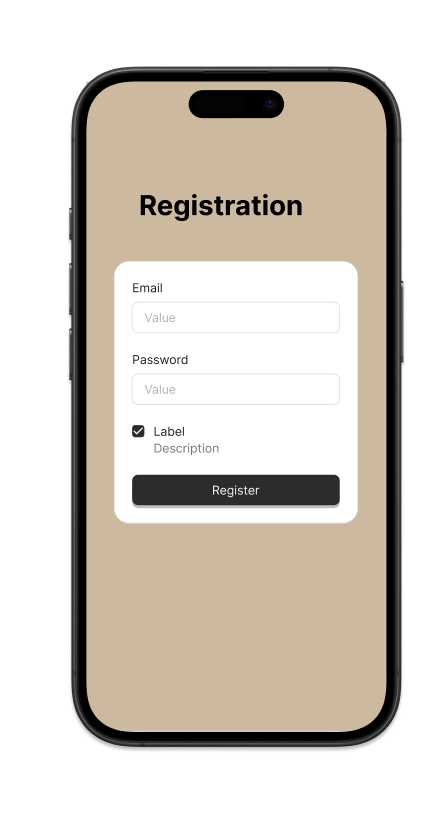 Registration
Email
Value
Password
Value
Label
Description
Register